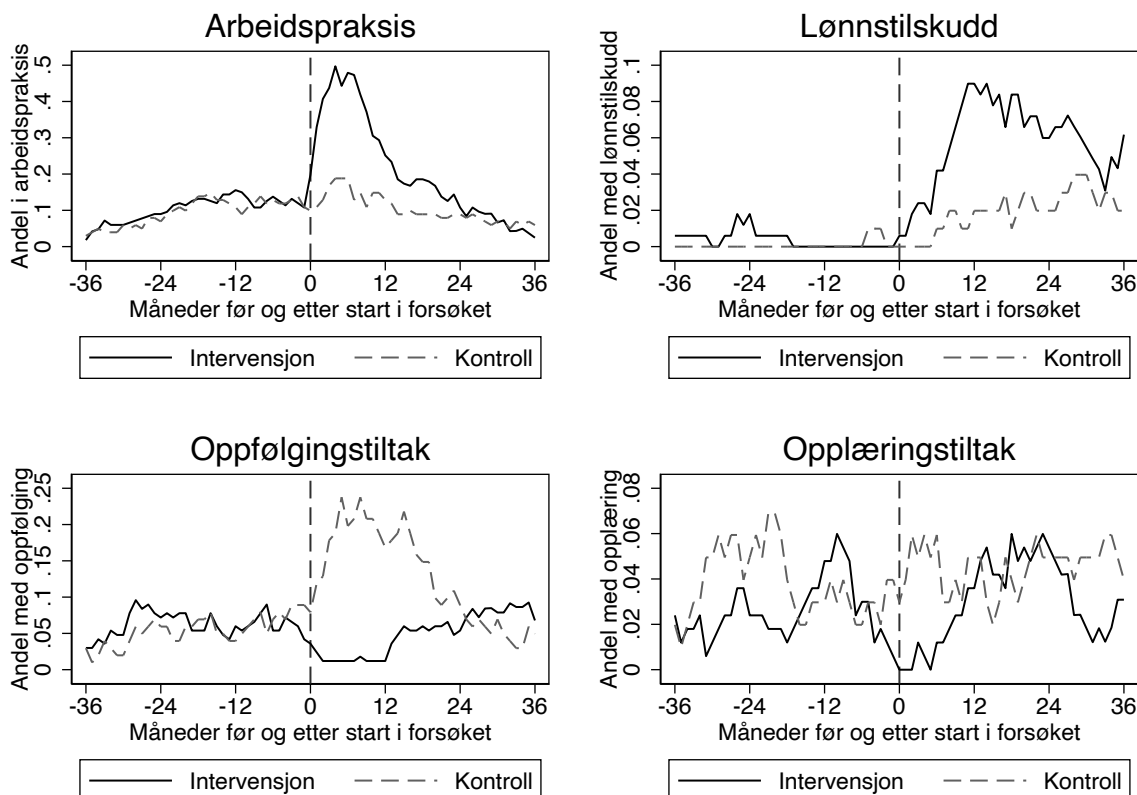 Arbeidspraksis
Andel i arbeidspraksis
0 .1 .2 .3 .4 .5
-36 -24 -12 0 12 24 36
Måneder før og etter start i forsøket
Intervensjon Kontroll
Lønnstilskudd
Andel med lønnstilskudd
0 .02 .04 .06 .08 .1
-36 -24 -12 0 12 24 36
Måneder før og etter start i forsøket
Intervensjon Kontroll
Oppfølgingstiltak
Andel med oppfølging
0 .05 .1 .15 .2 .25
-36 -24 -12 0 12 24 36
Måneder før og etter start i forsøket
Intervensjon Kontroll
Opplæringstiltak
Andel med opplæring
0 .02 .04 .06 .08
-36 -24 -12 0 12 24 36
Måneder før og etter start i forsøket
Intervensjon Kontroll